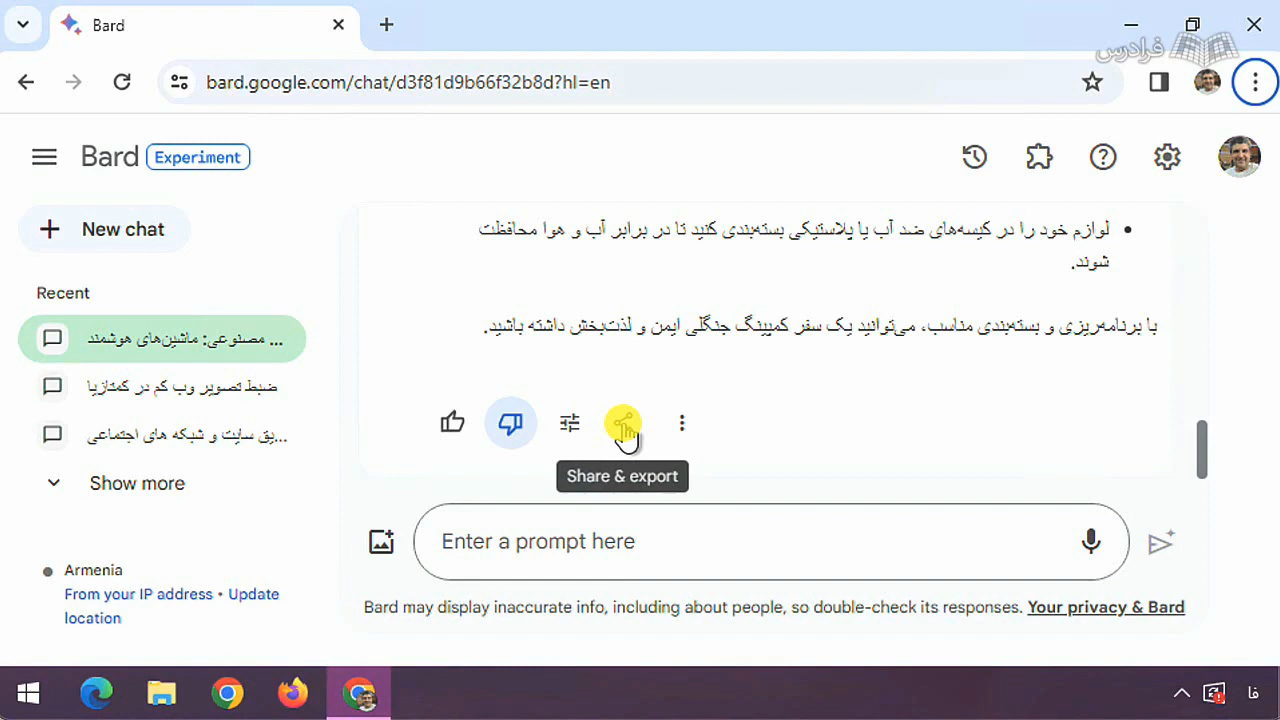 Bard
فرادرس
bard.google.com/chat/d3f81d9b66f32b8d?hl=en
Bard Experiment
New chat
Recent
مصنوعی: ماشین‌های هوشمند ...
ضبط تصویر وب کم در کمتازیا
...یق سایت و شبکه های اجتماعی
Show more
Armenia
From your IP address • Update
location
• لوازم خود را در کیسه‌های ضد آب یا پلاستیکی بسته‌بندی کنید تا در برابر آب و هوا محافظت
شوند.
با برنامه‌ریزی و بسته‌بندی مناسب، می‌توانید یک سفر کمپینگ جنگلی ایمن و لذت‌بخش داشته باشید.
Share & export
Enter a prompt here
Bard may display inaccurate info, including about people, so double-check its responses. Your privacy & Bard
فا